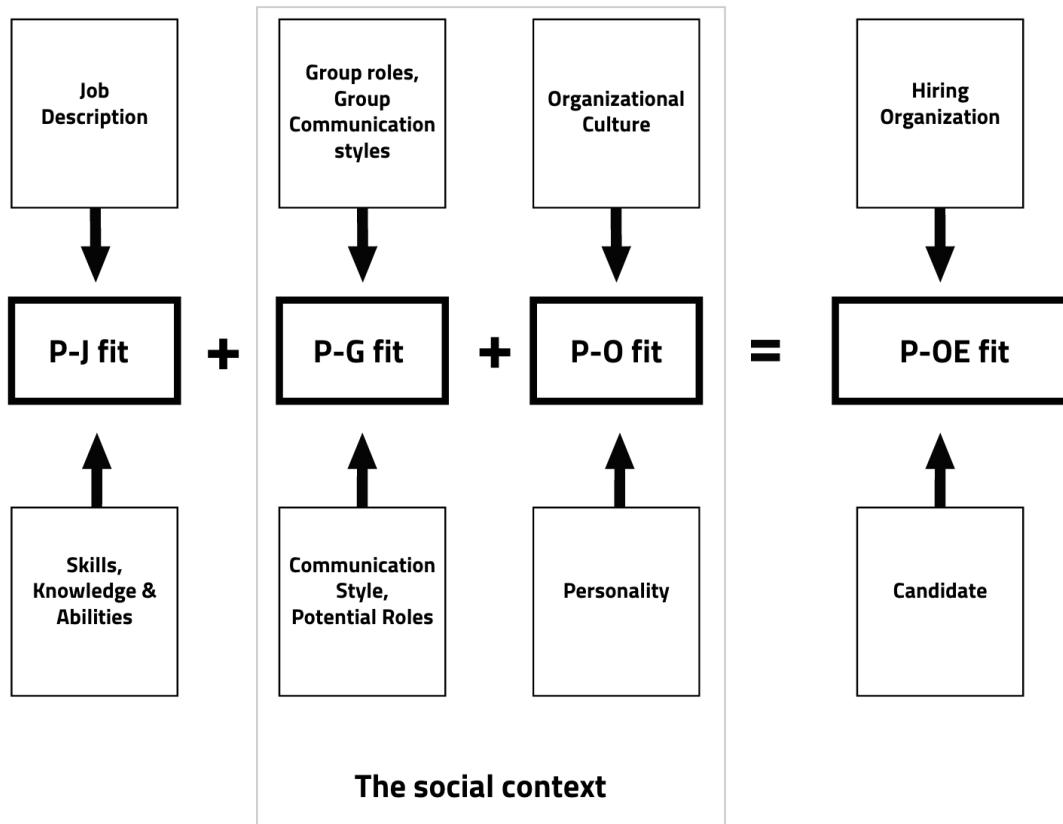 Job
Description
Group roles,
Group
Communication
styles
Organizational
Culture
Hiring
Organization
P-J fit
+
P-G fit
+
P-O fit
=
P-OE fit
Skills,
Knowledge &
Abilities
Communication
Style,
Potential Roles
Personality
Candidate
The social context